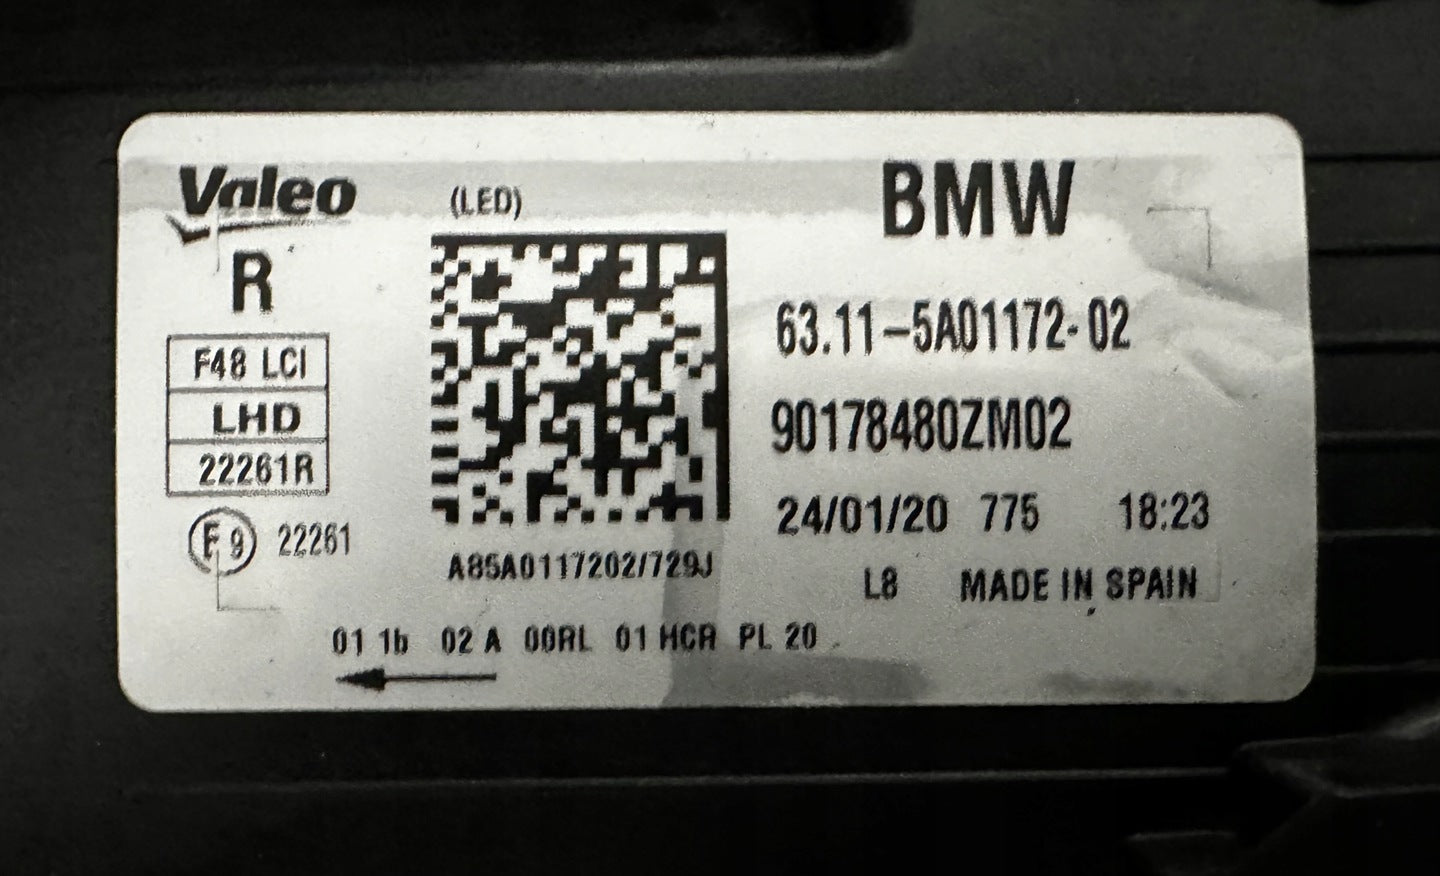 Valeo
(LED)
BMW
R
F48 LCI
LHD
22261R
E9 22261
63.11-5A01172-02
90178480ZM02
24/01/20 775 18:23
A85A0117202/729J
L8 MADE IN SPAIN
01 1b 02 A 00RL 01 HCR PL 20